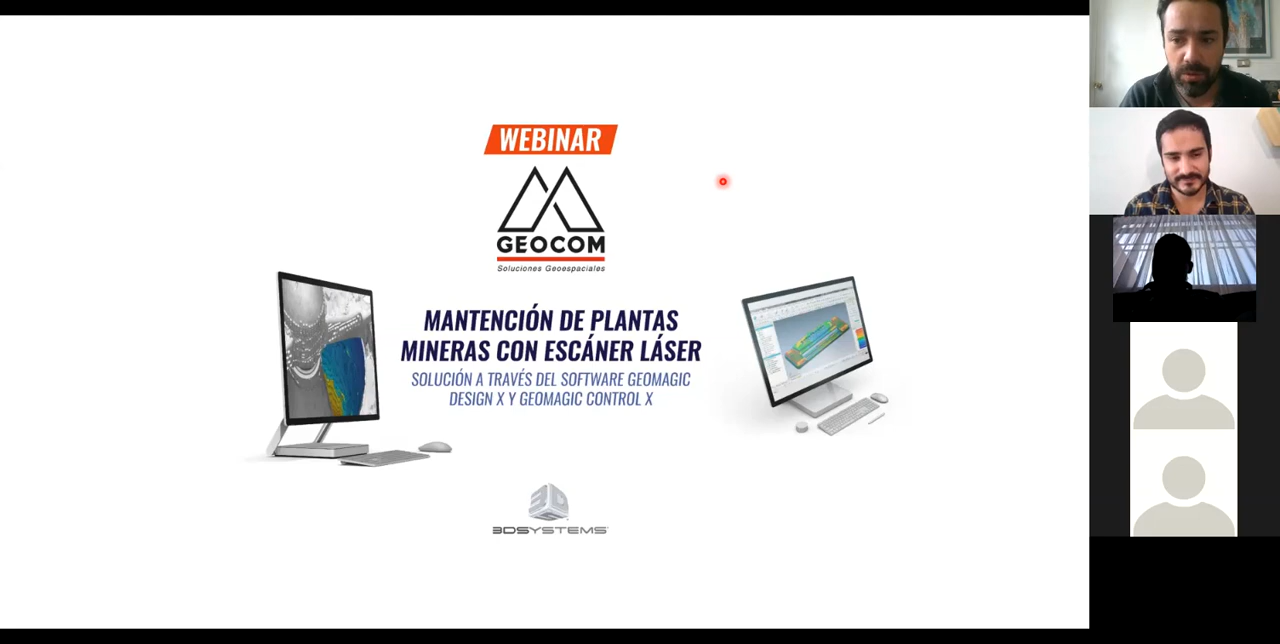 WEBINAR
GEOCOM
Soluciones Geoespaciales
MANTENCIÓN DE PLANTAS
MINERAS CON ESCÁNER LÁSER
SOLUCIÓN A TRAVÉS DEL SOFTWARE GEOMAGIC
DESIGN X Y GEOMAGIC CONTROL X
3DSYSTEMS